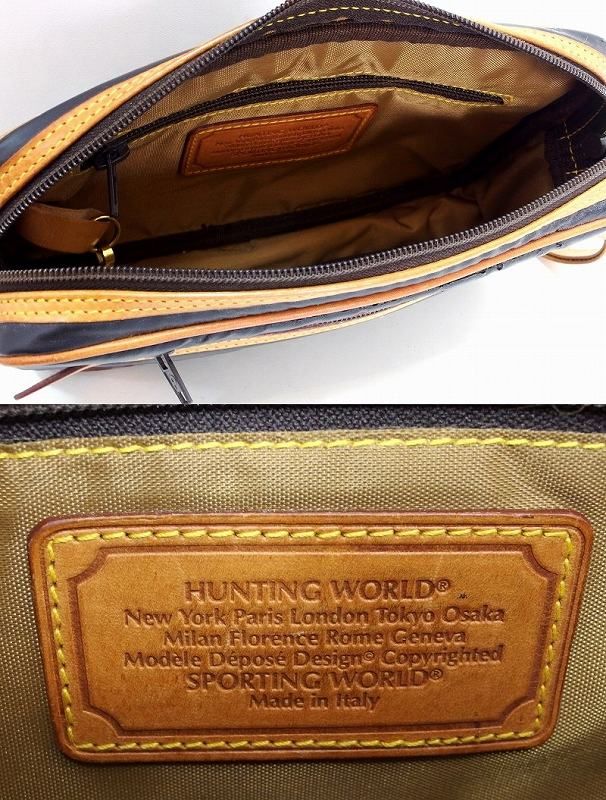 HUNTING WORLD®
New York Paris London Tokyo Osaka
Milan Florence Rome Geneva
Modele Déposé Design© Copyrighted
SPORTING WORLD®
Made in Italy